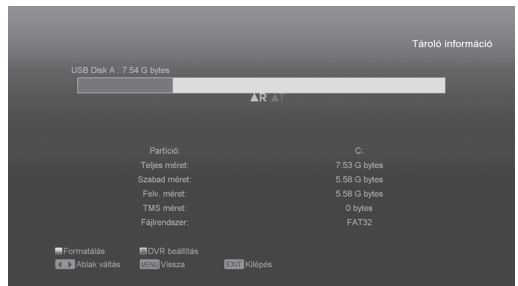 Tároló információ
USB Disk A : 7.54 G bytes
▲R ▲T
Partíció: C:
Teljes méret: 7.53 G bytes
Szabad méret: 5.58 G bytes
Felv. méret: 5.58 G bytes
TMS méret: 0 bytes
Fájlrendszer: FAT32
Formatálás DVR beállítás
Ablak váltás MENU Vissza EXIT Kilépés